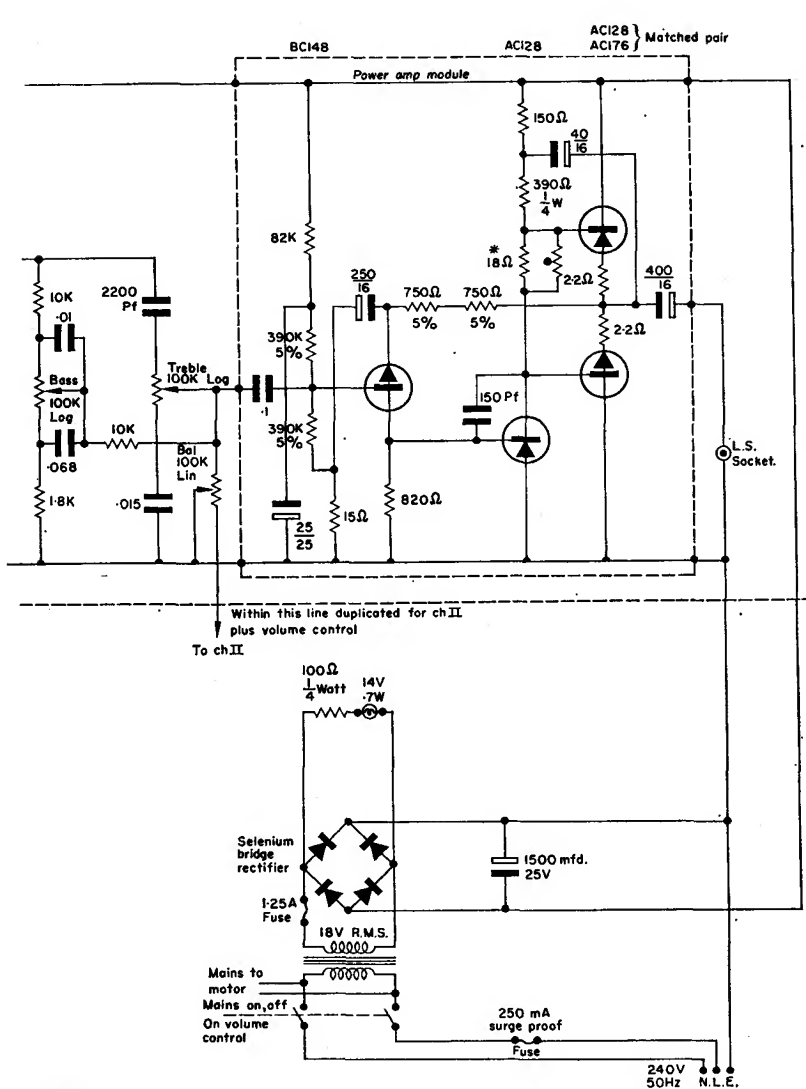 AC128
AC176
Matched pair
BC148
AC128
Power amp module
150Ω
40
16
390Ω
1
4
W
82K
*
18Ω
2·2Ω
250
16
750Ω
5%
750Ω
5%
400
16
10K
·01
2200
Pf
390K
5%
2·2Ω
Treble
100K Log
Bass
100K
Log
·1
150 Pf
L.S.
Socket.
390K
5%
10K
Bal
100K
Lin
·068
1·8K
·015
25
25
15Ω
820Ω
Within this line duplicated for ch II
plus volume control
To ch II
100Ω
1
4
Watt
14V
·7W
Selenium
bridge
rectifier
1500 mfd.
25V
1·25A
Fuse
18V R.M.S.
Mains to
motor
Mains on,off
On volume
control
250 mA
surge proof
Fuse
240V
50Hz
N.L.E.